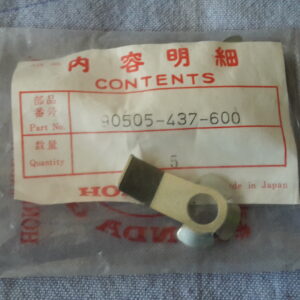 内容明細
CONTENTS
部品番号
Part No.
90505-437-600
数量
Quantity
5
de in Japan
HONDA